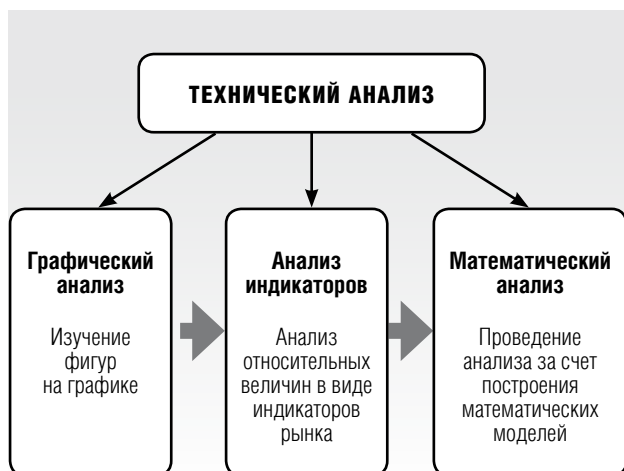 ТЕХНИЧЕСКИЙ АНАЛИЗ
Графический
анализ
Изучение
фигур
на графике
Анализ
индикаторов
Анализ
относительных
величин в виде
индикаторов
рынка
Математический
анализ
Проведение
анализа за счет
построения
математических
моделей